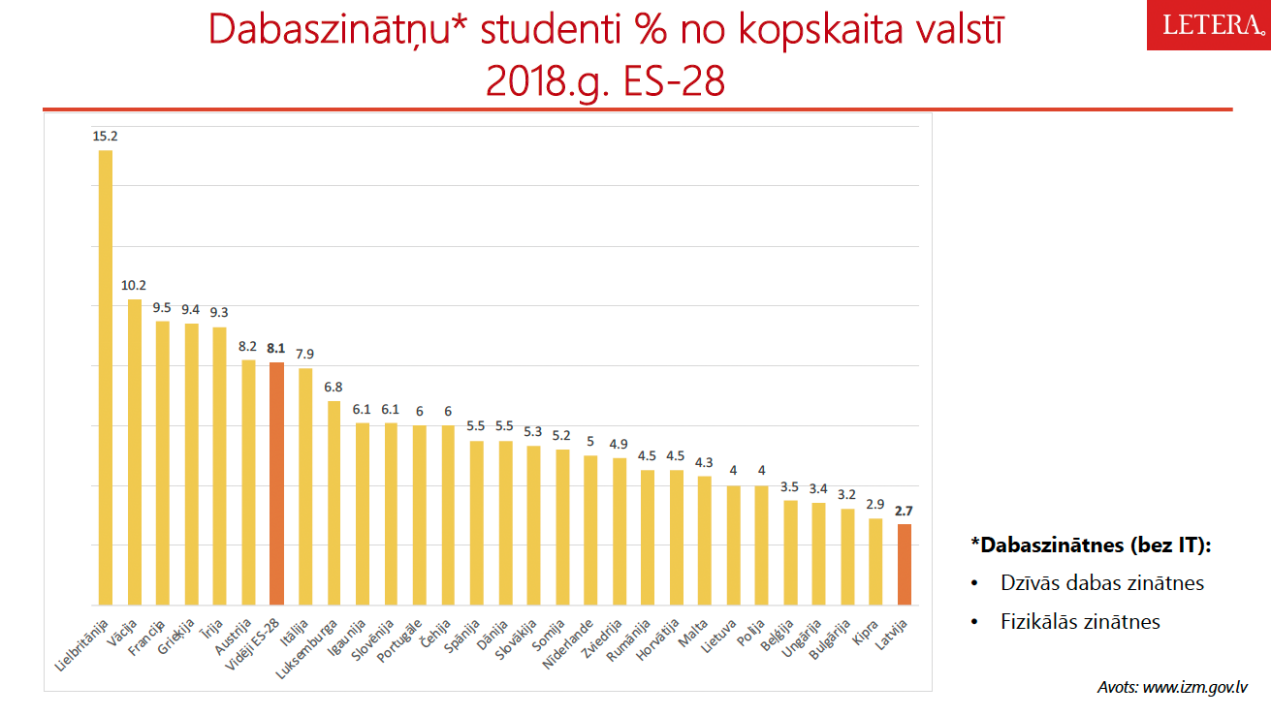 Dabaszinātņu* studenti % no kopskaita valstī
2018.g. ES-28
LETERA.
15.2
10.2
9.5
9.4
9.3
8.2
8.1
7.9
6.8
6.1
6.1
6
6
5.5
5.5
5.3
5.2
5
4.9
4.5
4.5
4.3
4
4
3.5
3.4
3.2
2.9
2.7
Lielbritānija
Vācija
Francija
Grieķija
Īrija
Austrija
Vidēji ES-28
Itālija
Luksemburga
Igaunija
Slovēnija
Portugāle
Čehija
Spānija
Dānija
Slovākija
Somija
Nīderlande
Zviedrija
Rumānija
Horvātija
Malta
Lietuva
Polija
Beļģija
Ungārija
Bulgārija
Kipra
Latvija
*Dabaszinātnes (bez IT):
• Dzīvās dabas zinātnes
• Fizikālās zinātnes
Avots: www.izm.gov.lv